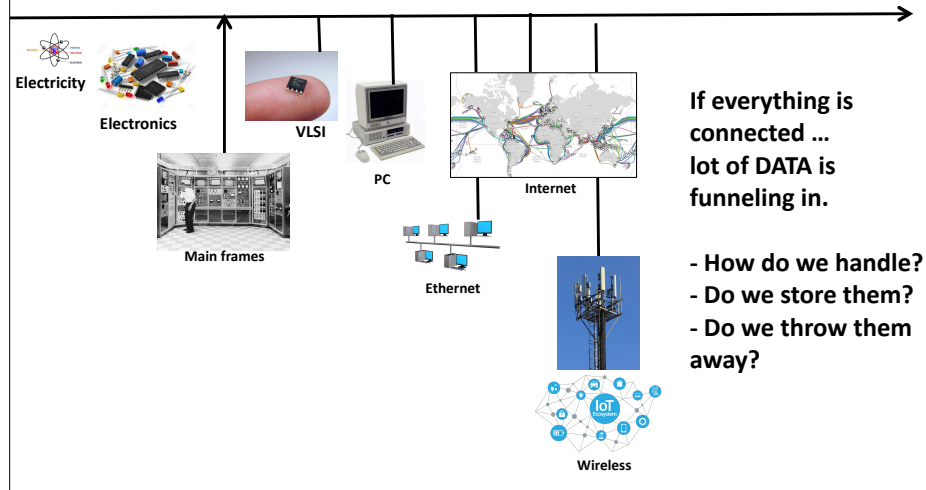 Electricity
Electronics
VLSI
PC
Internet
Main frames
Ethernet
IoT
Ecosystem
Wireless
If everything is
connected ...
lot of DATA is
funneling in.
- How do we handle?
- Do we store them?
- Do we throw them
away?